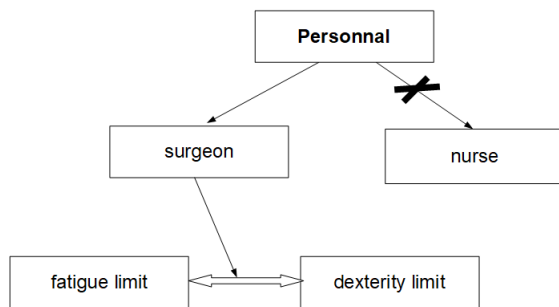 Personnal
surgeon
nurse
fatigue limit
dexterity limit